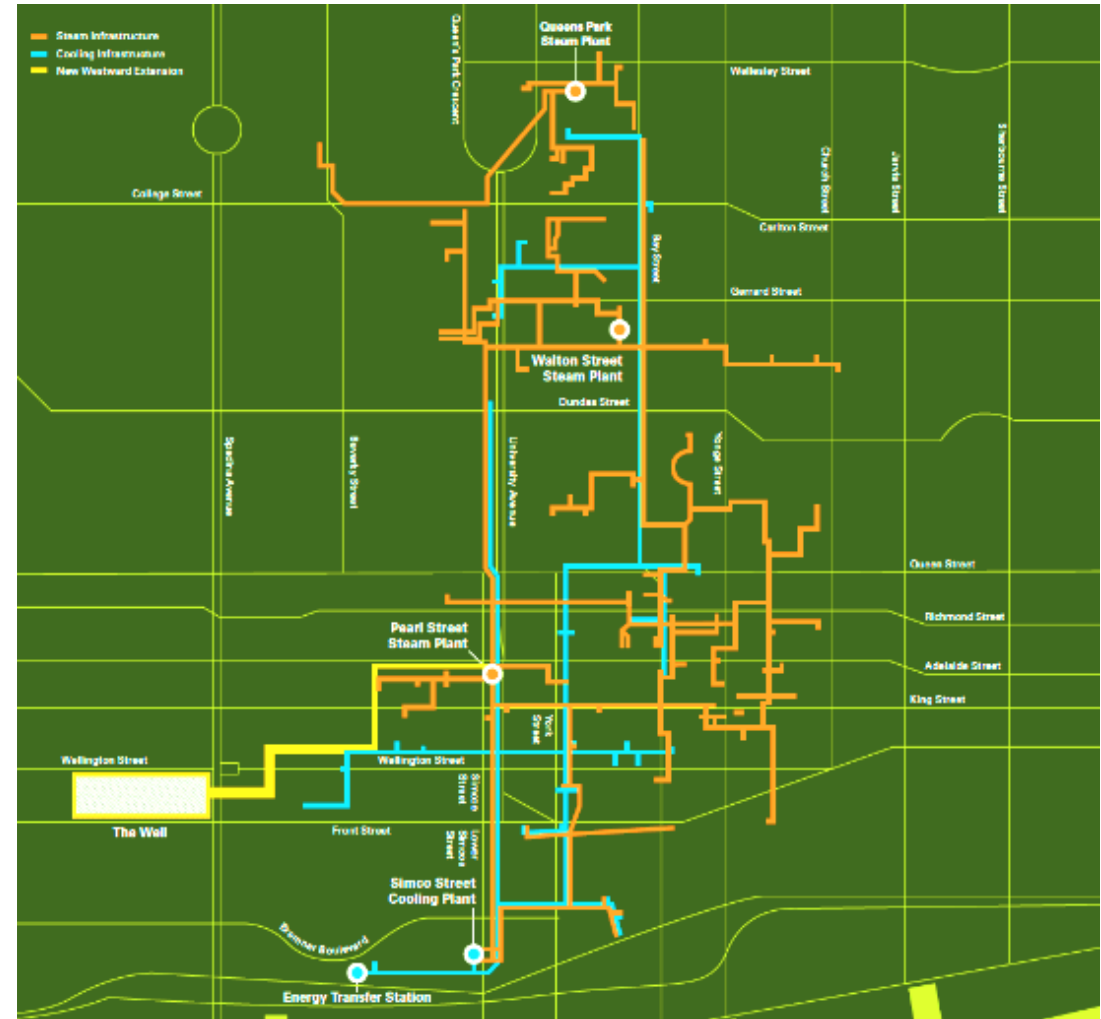 Steam Infrastructure
Cooling Infrastructure
New Westward Extension
Queens Park
Steam Plant
Queen's Park Crescent
Wellesley Street
Church Street
Jarvis Street
Sherbourne Street
College Street
Carlton Street
Bay Street
Gerrard Street
Walton Street
Steam Plant
Dundas Street
Spadina Avenue
Beverly Street
University Avenue
Yonge Street
Queen Street
Richmond Street
Pearl Street
Steam Plant
Adelaide Street
King Street
York
Street
Wellington Street
Wellington Street
Simcoe
Street
The Well
Front Street
Lower
Simcoe
Street
Simco Street
Cooling Plant
Bremner Boulevard
Energy Transfer Station